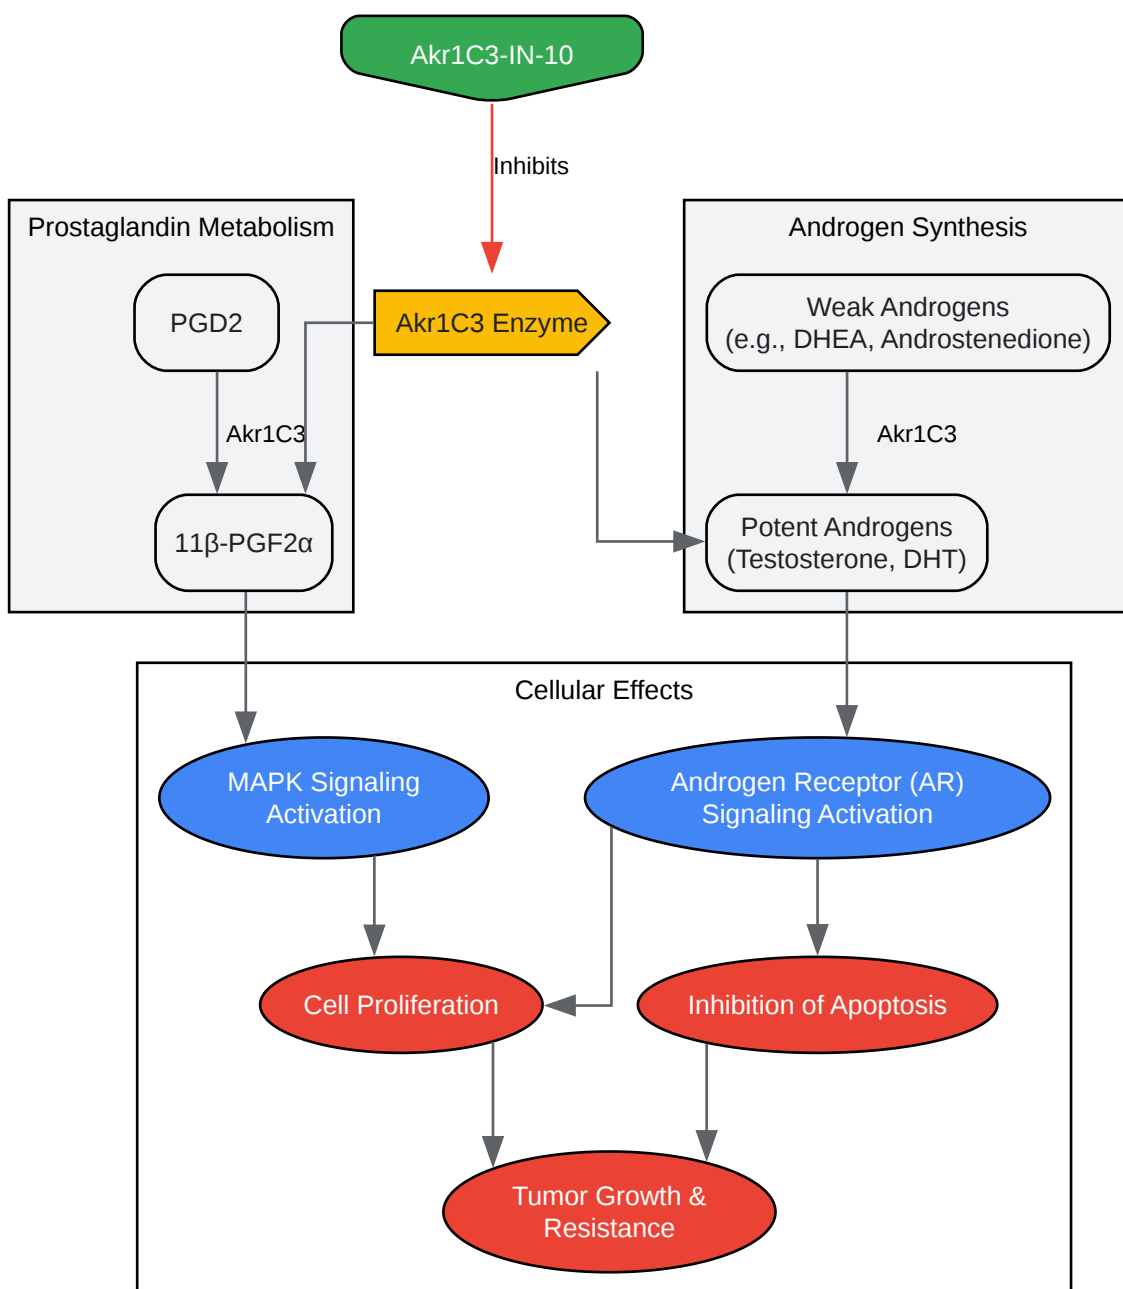 Akr1C3-IN-10
Inhibits
Prostaglandin Metabolism
Androgen Synthesis
PGD2
Akr1C3 Enzyme
Weak Androgens
(e.g., DHEA, Androstenedione)
Akr1C3
Akr1C3
11β-PGF2α
Potent Androgens
(Testosterone, DHT)
Cellular Effects
MAPK Signaling
Activation
Androgen Receptor (AR)
Signaling Activation
Cell Proliferation
Inhibition of Apoptosis
Tumor Growth &
Resistance